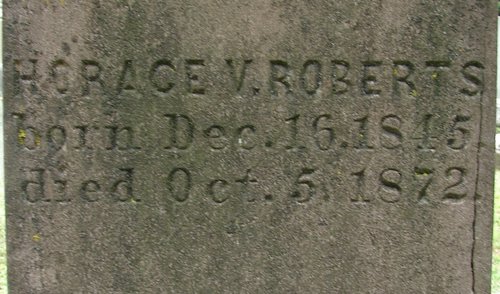 HORACE V. ROBERTS
born Dec. 16. 1845.
died Oct. 5. 1872.